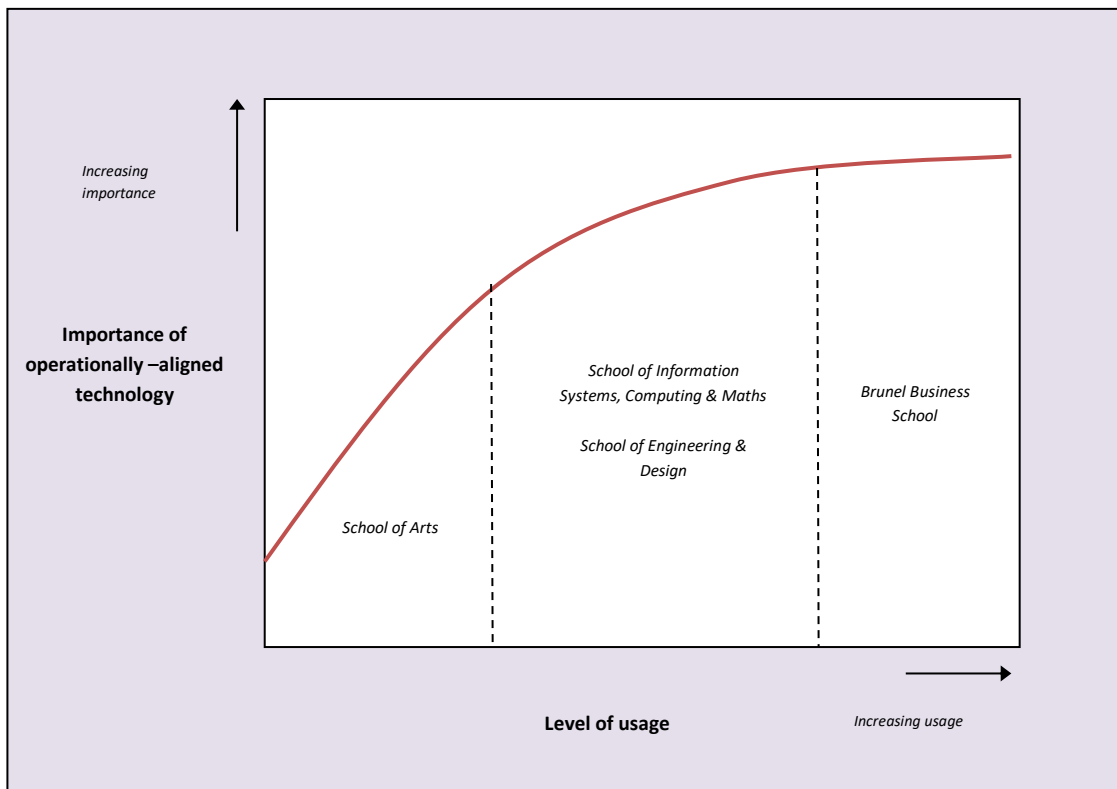 Increasing
importance
Importance of
operationally –aligned
technology
School of Information
Systems, Computing & Maths
School of Engineering &
Design
Brunel Business
School
School of Arts
Level of usage
Increasing usage